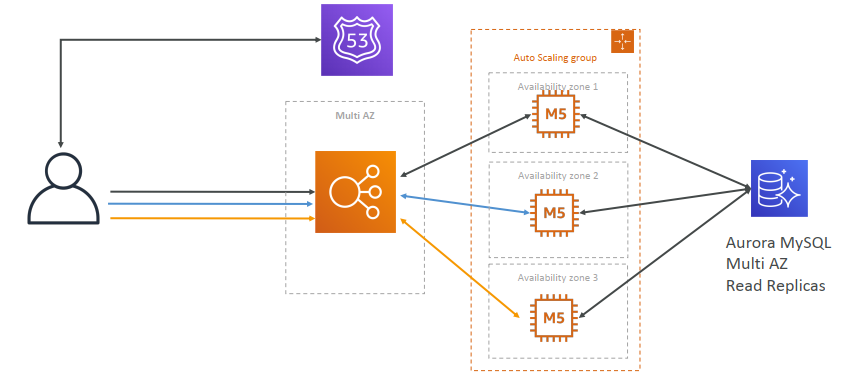 53
Auto Scaling group
Multi AZ
Availability zone 1
M5
Availability zone 2
M5
Availability zone 3
M5
Aurora MySQL
Multi AZ
Read Replicas